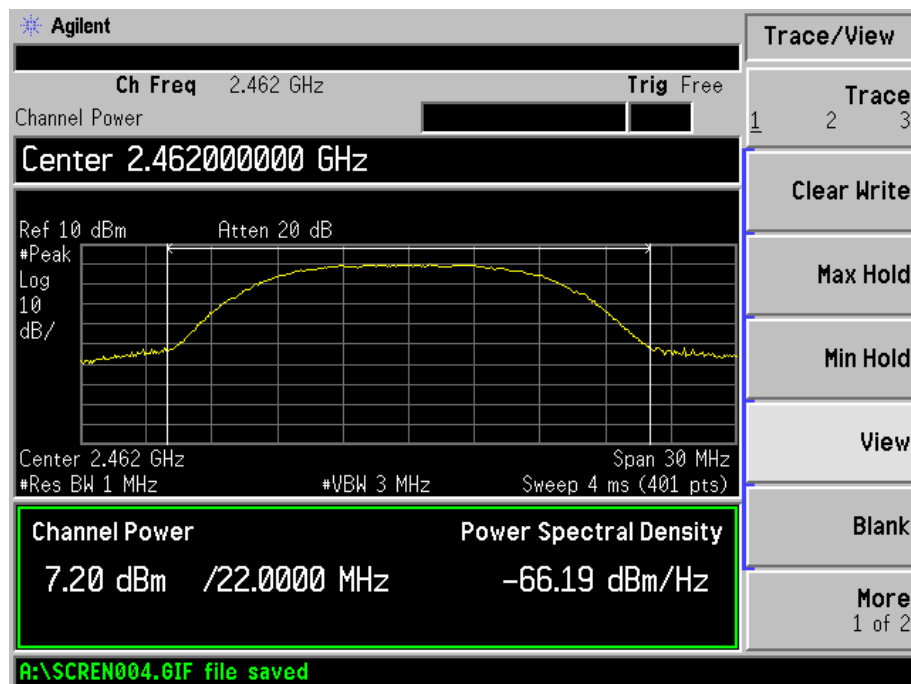 Agilent
Trace/View
Ch Freq 2.462 GHz Trig Free
Channel Power
Trace
1 2 3
Center 2.462000000 GHz
Clear Write
Ref 10 dBm Atten 20 dB
#Peak
Log
10
dB/
Max Hold
Min Hold
Center 2.462 GHz Span 30 MHz
#Res BW 1 MHz #VBW 3 MHz Sweep 4 ms (401 pts)
View
Channel Power Power Spectral Density
7.20 dBm /22.0000 MHz -66.19 dBm/Hz
Blank
More
1 of 2
A:\SCREN004.GIF file saved